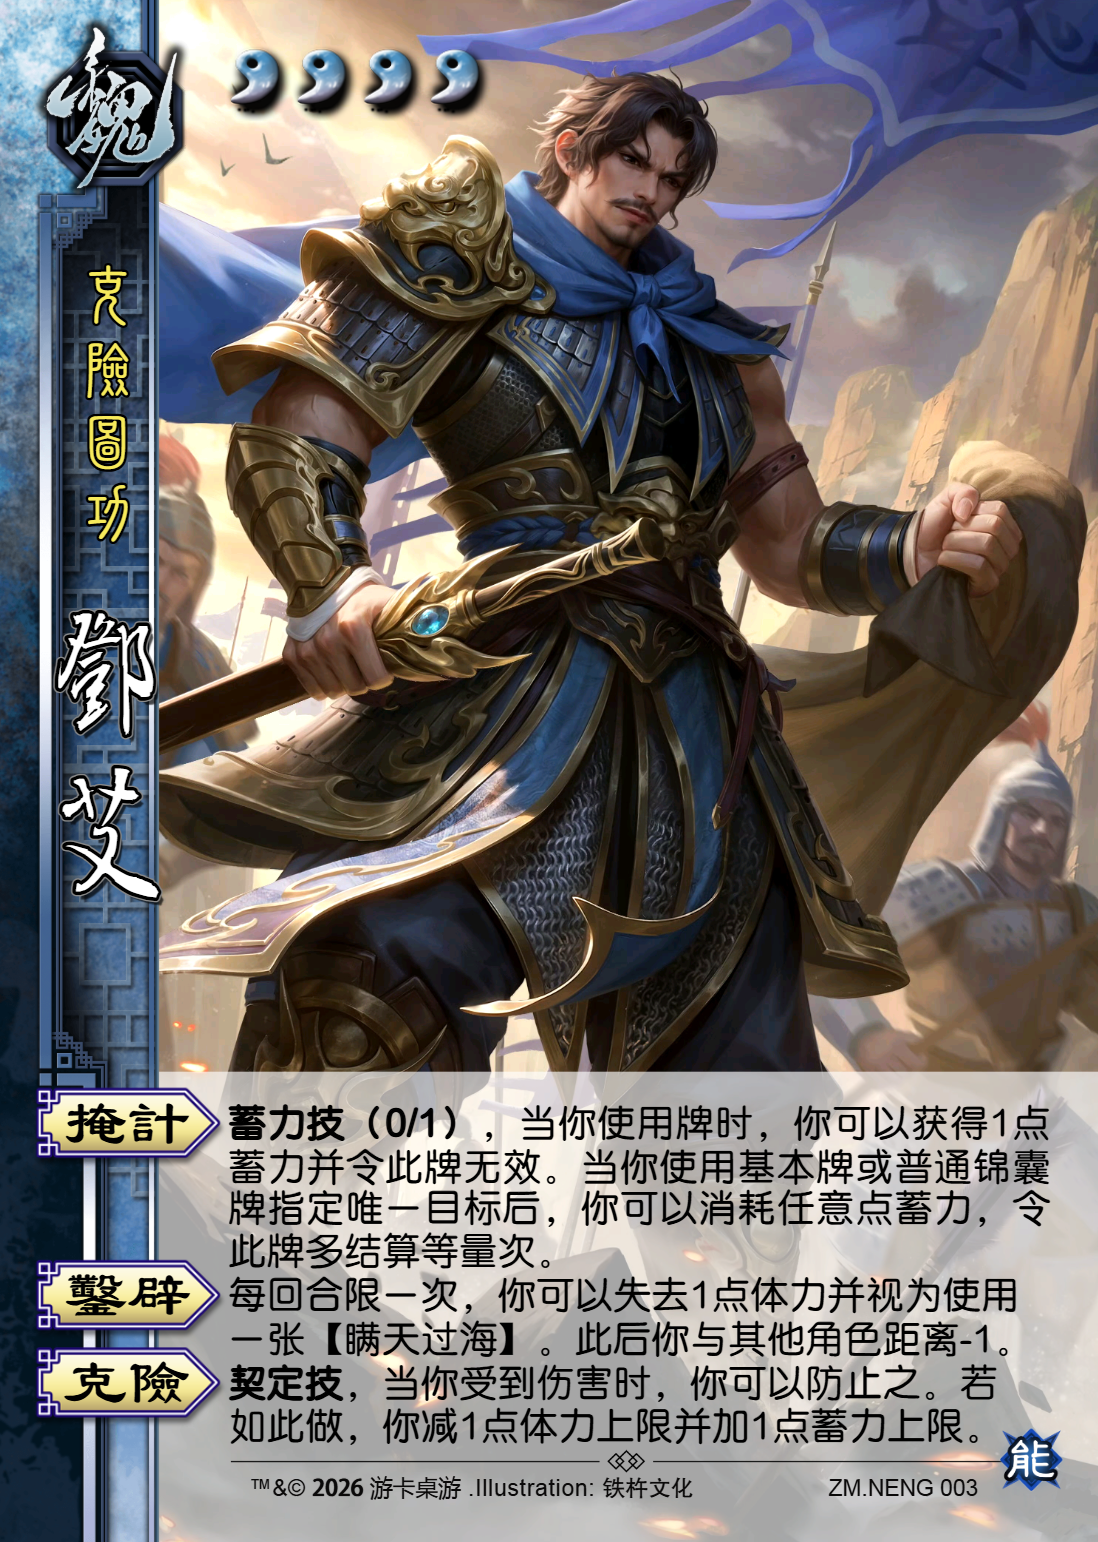 魏
克險圖功
鄧艾
掩計
蓄力技（0/1），当你使用牌时，你可以获得1点
蓄力并令此牌无效。当你使用基本牌或普通锦囊
牌指定唯一目标后，你可以消耗任意点蓄力，令
此牌多结算等量次。
鑿辟
每回合限一次，你可以失去1点体力并视为使用
一张【瞒天过海】。此后你与其他角色距离-1。
克險
契定技，当你受到伤害时，你可以防止之。若
如此做，你减1点体力上限并加1点蓄力上限。
能
™&© 2026 游卡桌游 .Illustration: 铁杵文化
ZM.NENG 003